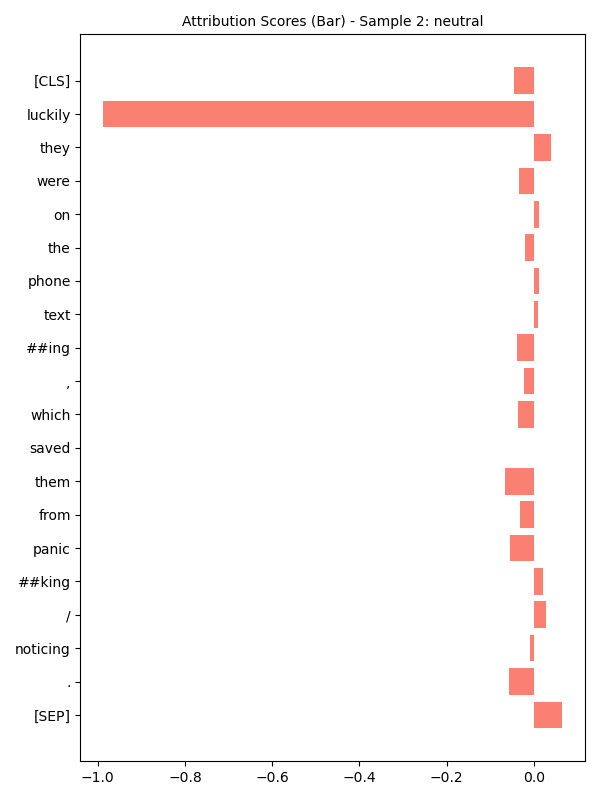 Attribution Scores (Bar) - Sample 2: neutral
[CLS]
luckily
they
were
on
the
phone
text
##ing
,
which
saved
them
from
panic
##king
/
noticing
.
[SEP]
−1.0 −0.8 −0.6 −0.4 −0.2 0.0